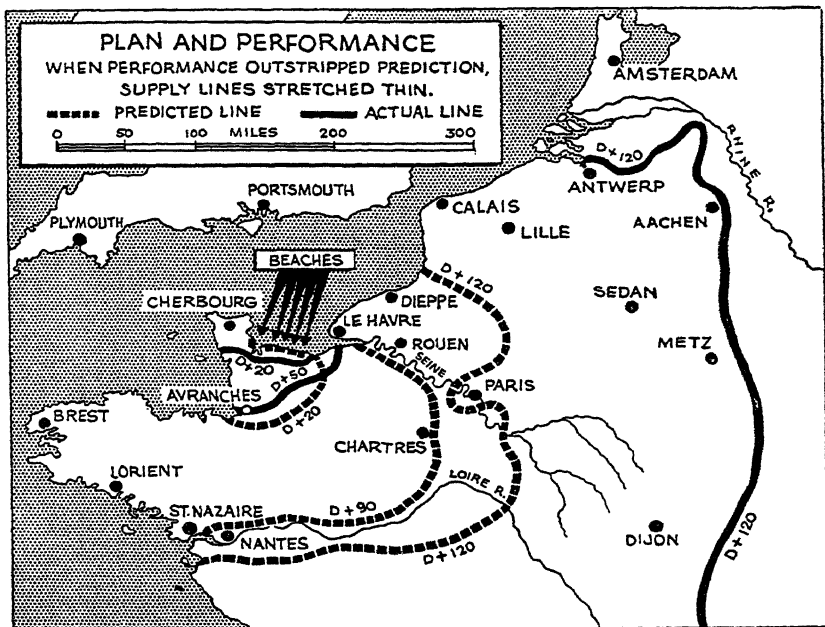 PLAN AND PERFORMANCE
WHEN PERFORMANCE OUTSTRIPPED PREDICTION,
SUPPLY LINES STRETCHED THIN.
PREDICTED LINE ACTUAL LINE
0 50 100 MILES 200 300
AMSTERDAM
RHINE R.
D+120
ANTWERP
PORTSMOUTH
CALAIS
AACHEN
PLYMOUTH
LILLE
BEACHES
D+120
CHERBOURG
DIEPPE
SEDAN
LE HAVRE
ROUEN
METZ
D+20
SEINE
D+50
PARIS
AVRANCHES
BREST
D+20
CHARTRES
LORIENT
LOIRE R.
ST. NAZAIRE
D+90
NANTES
D+120
DIJON
D+120